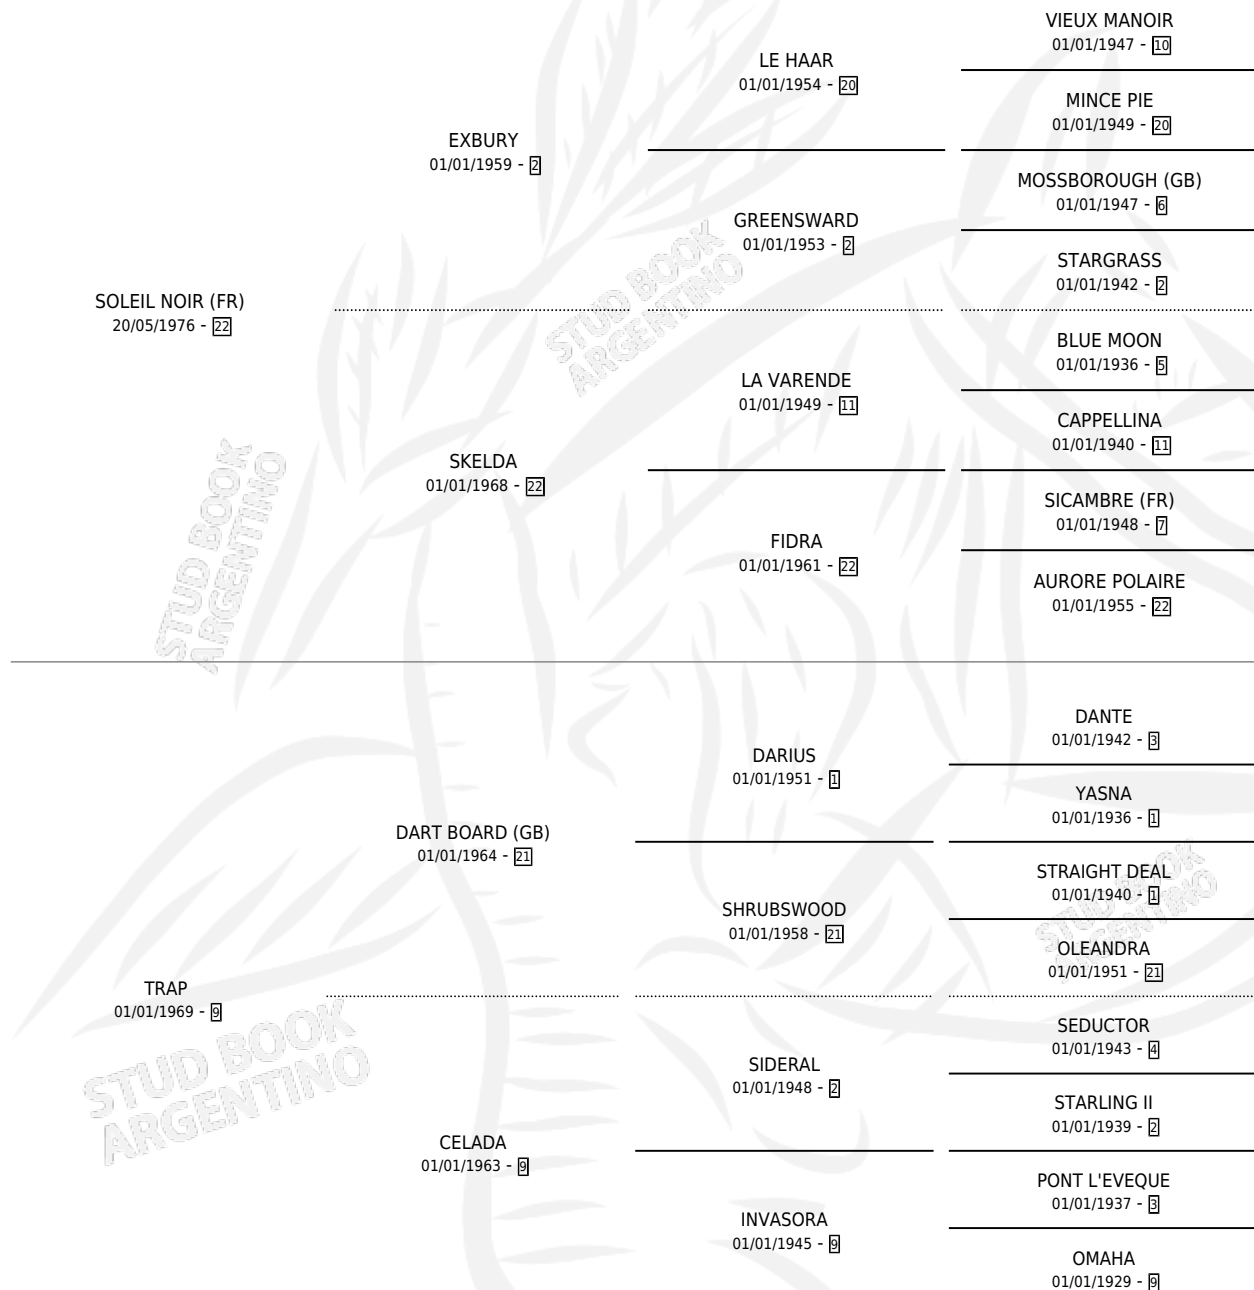 VIEUX MANOIR
01/01/1947 - 10
LE HAAR
01/01/1954 - 20
MINCE PIE
01/01/1949 - 20
EXBURY
01/01/1959 - 2
MOSSBOROUGH (GB)
01/01/1947 - 6
GREENSWARD
01/01/1953 - 2
STARGRASS
01/01/1942 - 2
SOLEIL NOIR (FR)
20/05/1976 - 22
STUD BOOK
ARGENTINO
BLUE MOON
01/01/1936 - 5
LA VARENDE
01/01/1949 - 11
CAPPELLINA
01/01/1940 - 11
SKELDA
01/01/1968 - 22
SICAMBRE (FR)
01/01/1948 - 7
FIDRA
01/01/1961 - 22
AURORE POLAIRE
01/01/1955 - 22
STUD BOOK
ARGENTINO
DANTE
01/01/1942 - 3
DARIUS
01/01/1951 - 1
YASNA
01/01/1936 - 1
DART BOARD (GB)
01/01/1964 - 21
STRAIGHT DEAL
01/01/1940 - 1
SHRUBSWOOD
01/01/1958 - 21
STUD BOOK
ARGENTINO
OLEANDRA
01/01/1951 - 21
TRAP
01/01/1969 - 9
STUD BOOK
ARGENTINO
SEDUCTOR
01/01/1943 - 4
SIDERAL
01/01/1948 - 2
STARLING II
01/01/1939 - 2
CELADA
01/01/1963 - 9
PONT L'EVEQUE
01/01/1937 - 3
INVASORA
01/01/1945 - 9
OMAHA
01/01/1929 - 9